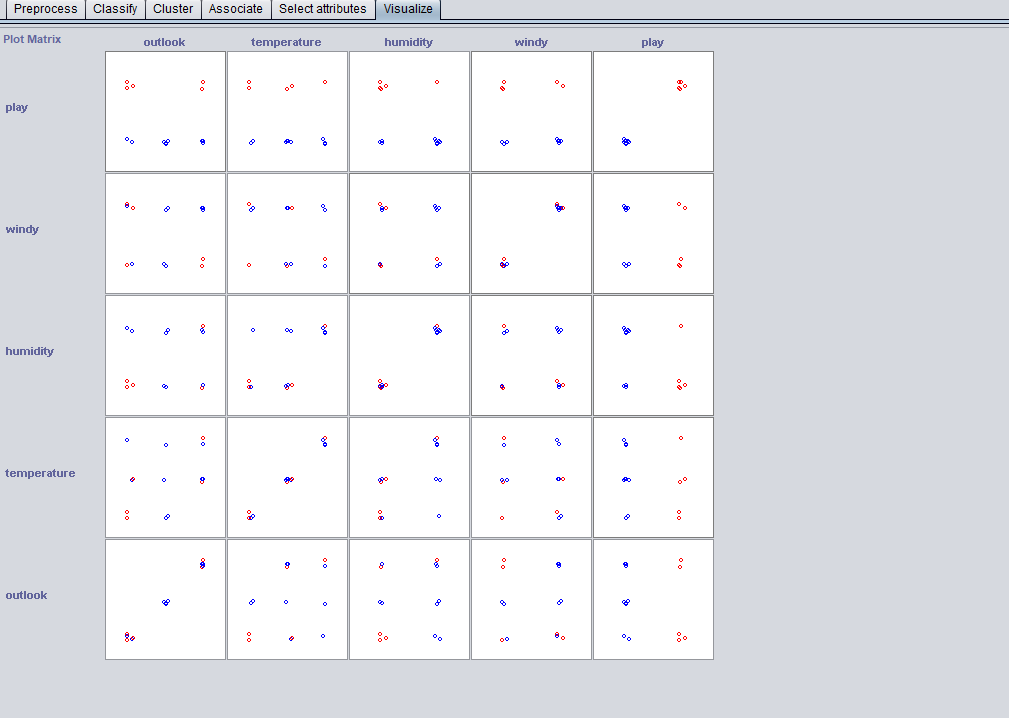 Preprocess Classify Cluster Associate Select attributes Visualize
Plot Matrix outlook temperature humidity windy play
play
windy
humidity
temperature
outlook